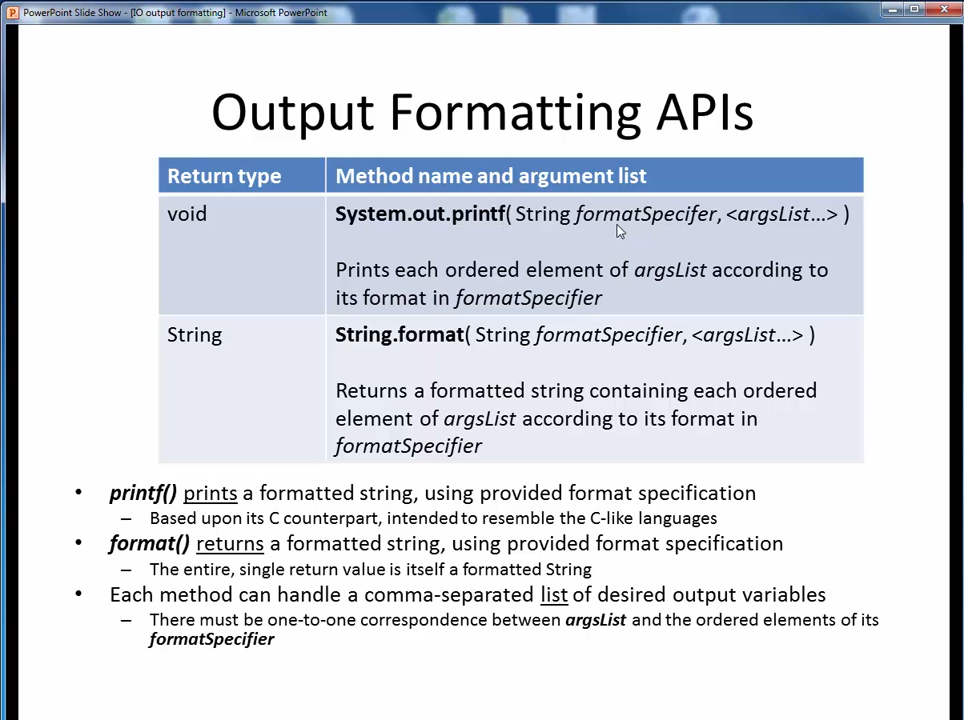 PowerPoint Slide Show - [IO output formatting] - Microsoft PowerPoint
Output Formatting APIs
Return type
Method name and argument list
void
System.out.printf( String formatSpecifer, <argsList…> )
Prints each ordered element of argsList according to
its format in formatSpecifier
String
String.format( String formatSpecifier, <argsList…> )
Returns a formatted string containing each ordered
element of argsList according to its format in
formatSpecifier
• printf() prints a formatted string, using provided format specification
– Based upon its C counterpart, intended to resemble the C-like languages
• format() returns a formatted string, using provided format specification
– The entire, single return value is itself a formatted String
• Each method can handle a comma-separated list of desired output variables
– There must be one-to-one correspondence between argsList and the ordered elements of its
formatSpecifier